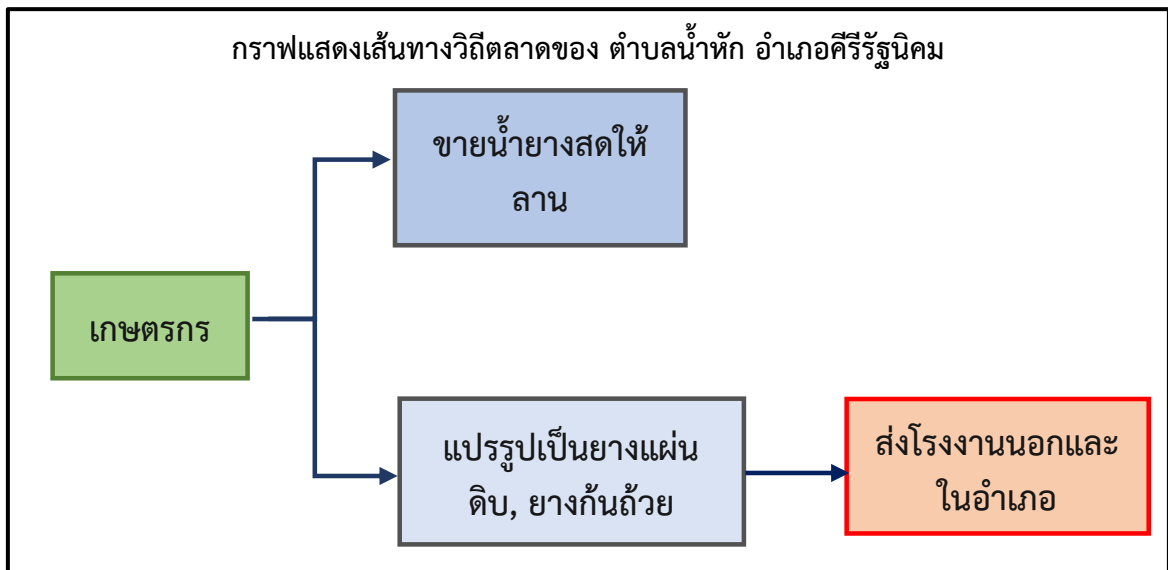 กราฟแสดงเส้นทางวิถีตลาดของ ตำบลน้ำหัก อำเภอคีรีรัฐนิคม
ขายน้ำยางสดให้
ลาน
เกษตรกร
แปรรูปเป็นยางแผ่น
ดิบ, ยางก้นถ้วย
ส่งโรงงานนอกและ
ในอำเภอ